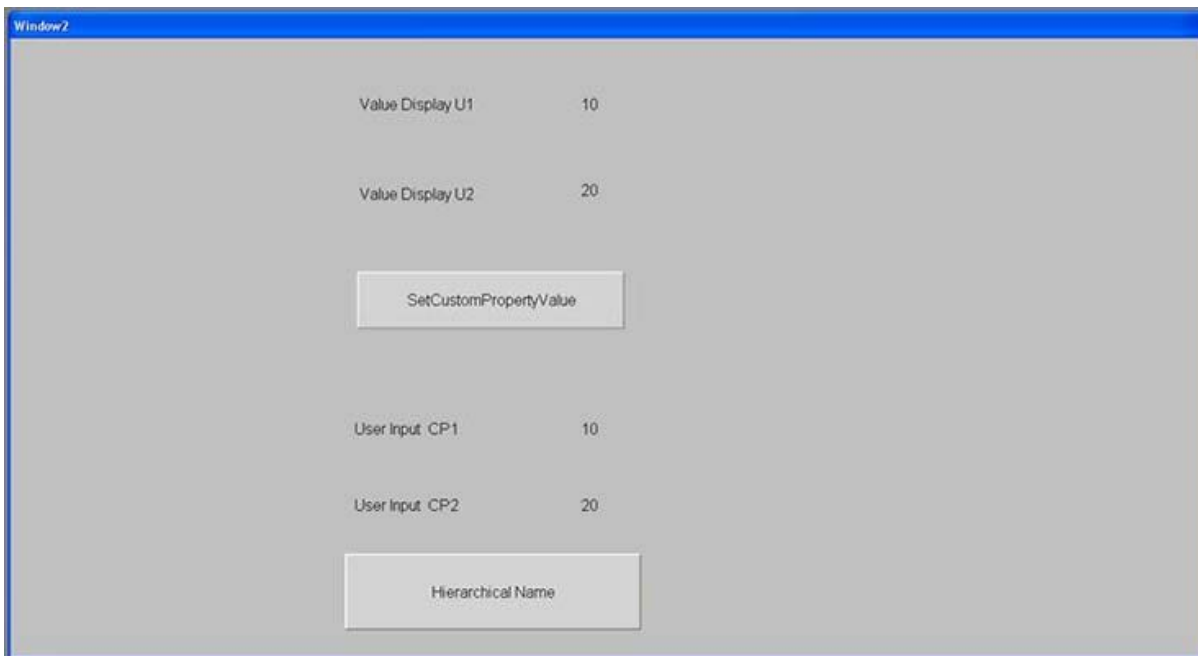 Window2
Value Display U1 10
Value Display U2 20
SetCustomPropertyValue
User Input CP1 10
User Input CP2 20
Hierarchical Name